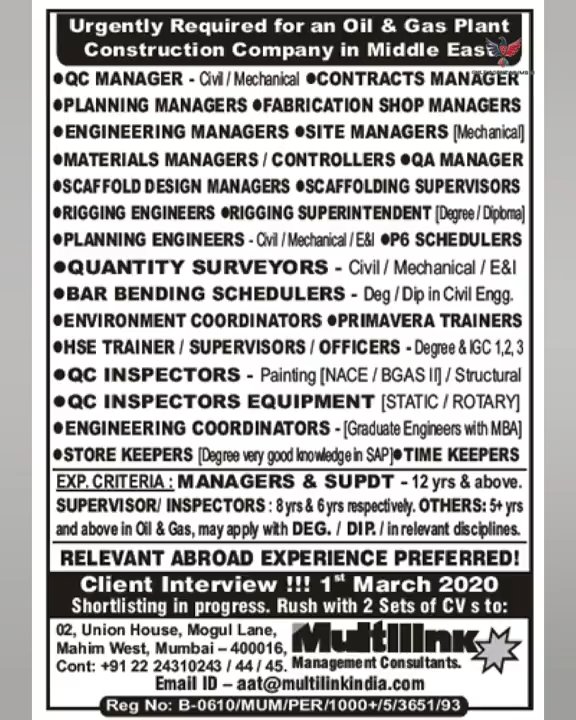 Urgently Required for an Oil & Gas Plant
Construction Company in Middle East
●QC MANAGER - Civil / Mechanical ●CONTRACTS MANAGER
●PLANNING MANAGERS ●FABRICATION SHOP MANAGERS
●ENGINEERING MANAGERS ●SITE MANAGERS [Mechanical]
●MATERIALS MANAGERS / CONTROLLERS ●QA MANAGER
●SCAFFOLD DESIGN MANAGERS ●SCAFFOLDING SUPERVISORS
●RIGGING ENGINEERS ●RIGGING SUPERINTENDENT [Degree / Diploma]
●PLANNING ENGINEERS - Civil / Mechanical / E&I ●P6 SCHEDULERS
●QUANTITY SURVEYORS - Civil / Mechanical / E&I
●BAR BENDING SCHEDULERS - Deg / Dip in Civil Engg.
●ENVIRONMENT COORDINATORS ●PRIMAVERA TRAINERS
●HSE TRAINER / SUPERVISORS / OFFICERS - Degree & IGC 1,2, 3
●QC INSPECTORS - Painting [NACE / BGAS II] / Structural
●QC INSPECTORS EQUIPMENT [STATIC / ROTARY]
●ENGINEERING COORDINATORS - [Graduate Engineers with MBA]
●STORE KEEPERS [Degree very good knowledge in SAP]●TIME KEEPERS
EXP. CRITERIA : MANAGERS & SUPDT - 12 yrs & above.
SUPERVISOR/ INSPECTORS : 8 yrs & 6 yrs respectively. OTHERS: 5+ yrs
and above in Oil & Gas, may apply with DEG. / DIP. / in relevant disciplines.
RELEVANT ABROAD EXPERIENCE PREFERRED!
Client Interview !!! 1st March 2020
Shortlisting in progress. Rush with 2 Sets of CV s to:
02, Union House, Mogul Lane,
Mahim West, Mumbai – 400016,
Cont: +91 22 24310243 / 44 / 45.
Multilink
Management Consultants.
Email ID – aat@multilinkindia.com
Reg No: B-0610/MUM/PER/1000+/5/3651/93